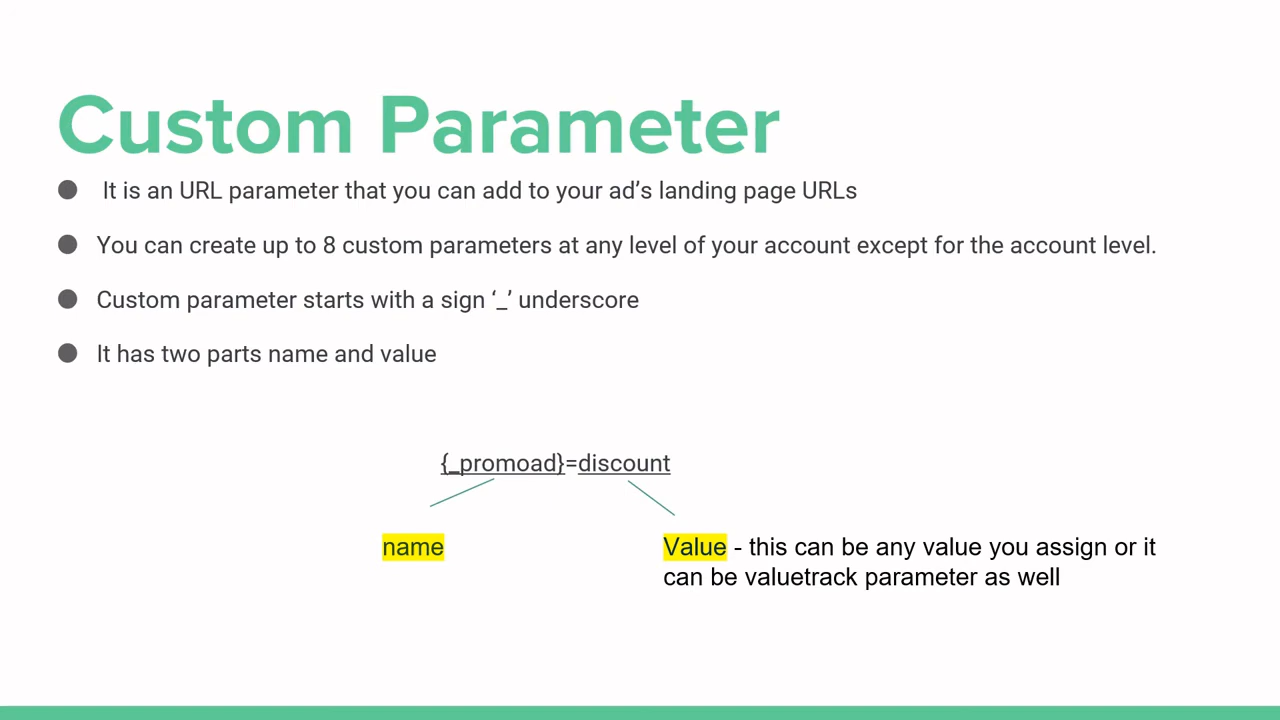 Custom Parameter
It is an URL parameter that you can add to your ad’s landing page URLs
You can create up to 8 custom parameters at any level of your account except for the account level.
Custom parameter starts with a sign ‘_’ underscore
It has two parts name and value
{_promoad}=discount
name
Value - this can be any value you assign or it
can be valuetrack parameter as well